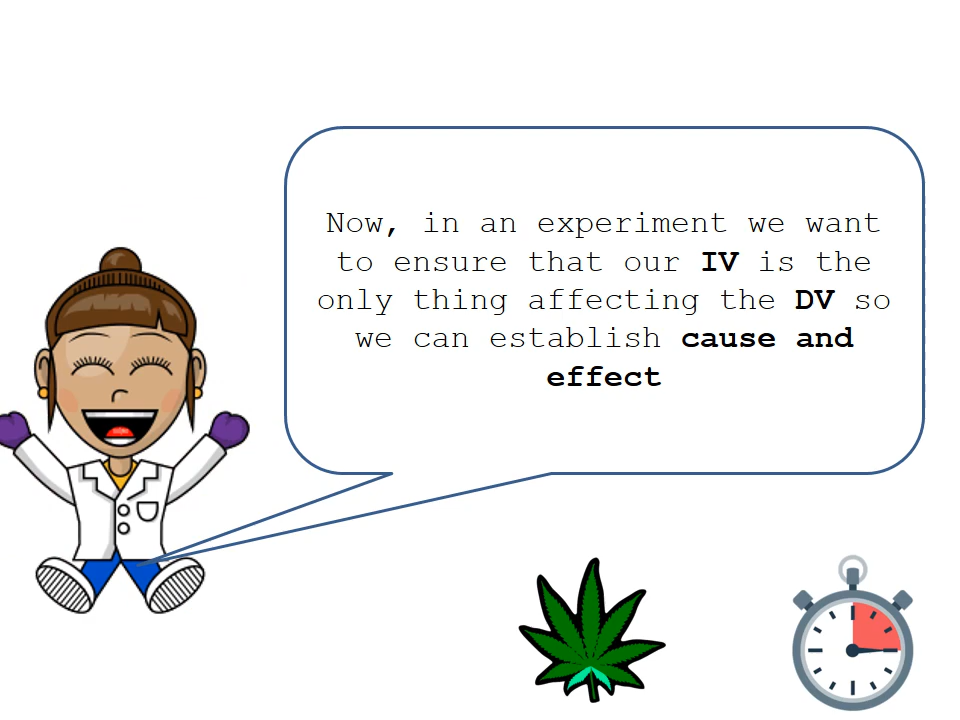 Now, in an experiment we want
to ensure that our IV is the
only thing affecting the DV so
we can establish cause and
effect